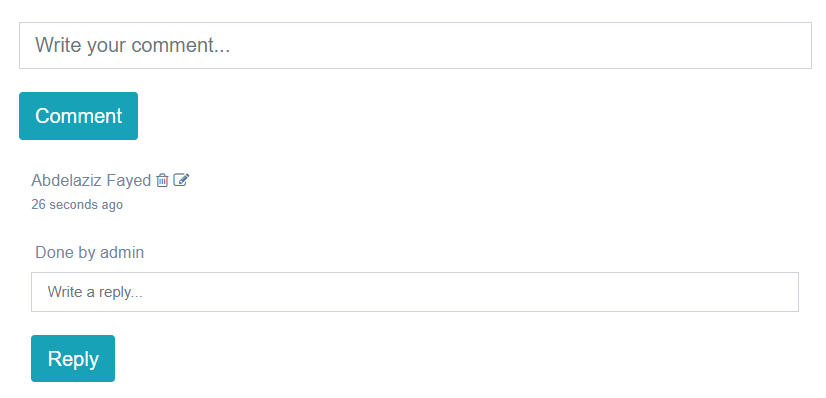 Write your comment...
Comment
Abdelaziz Fayed
26 seconds ago
Done by admin
Write a reply...
Reply